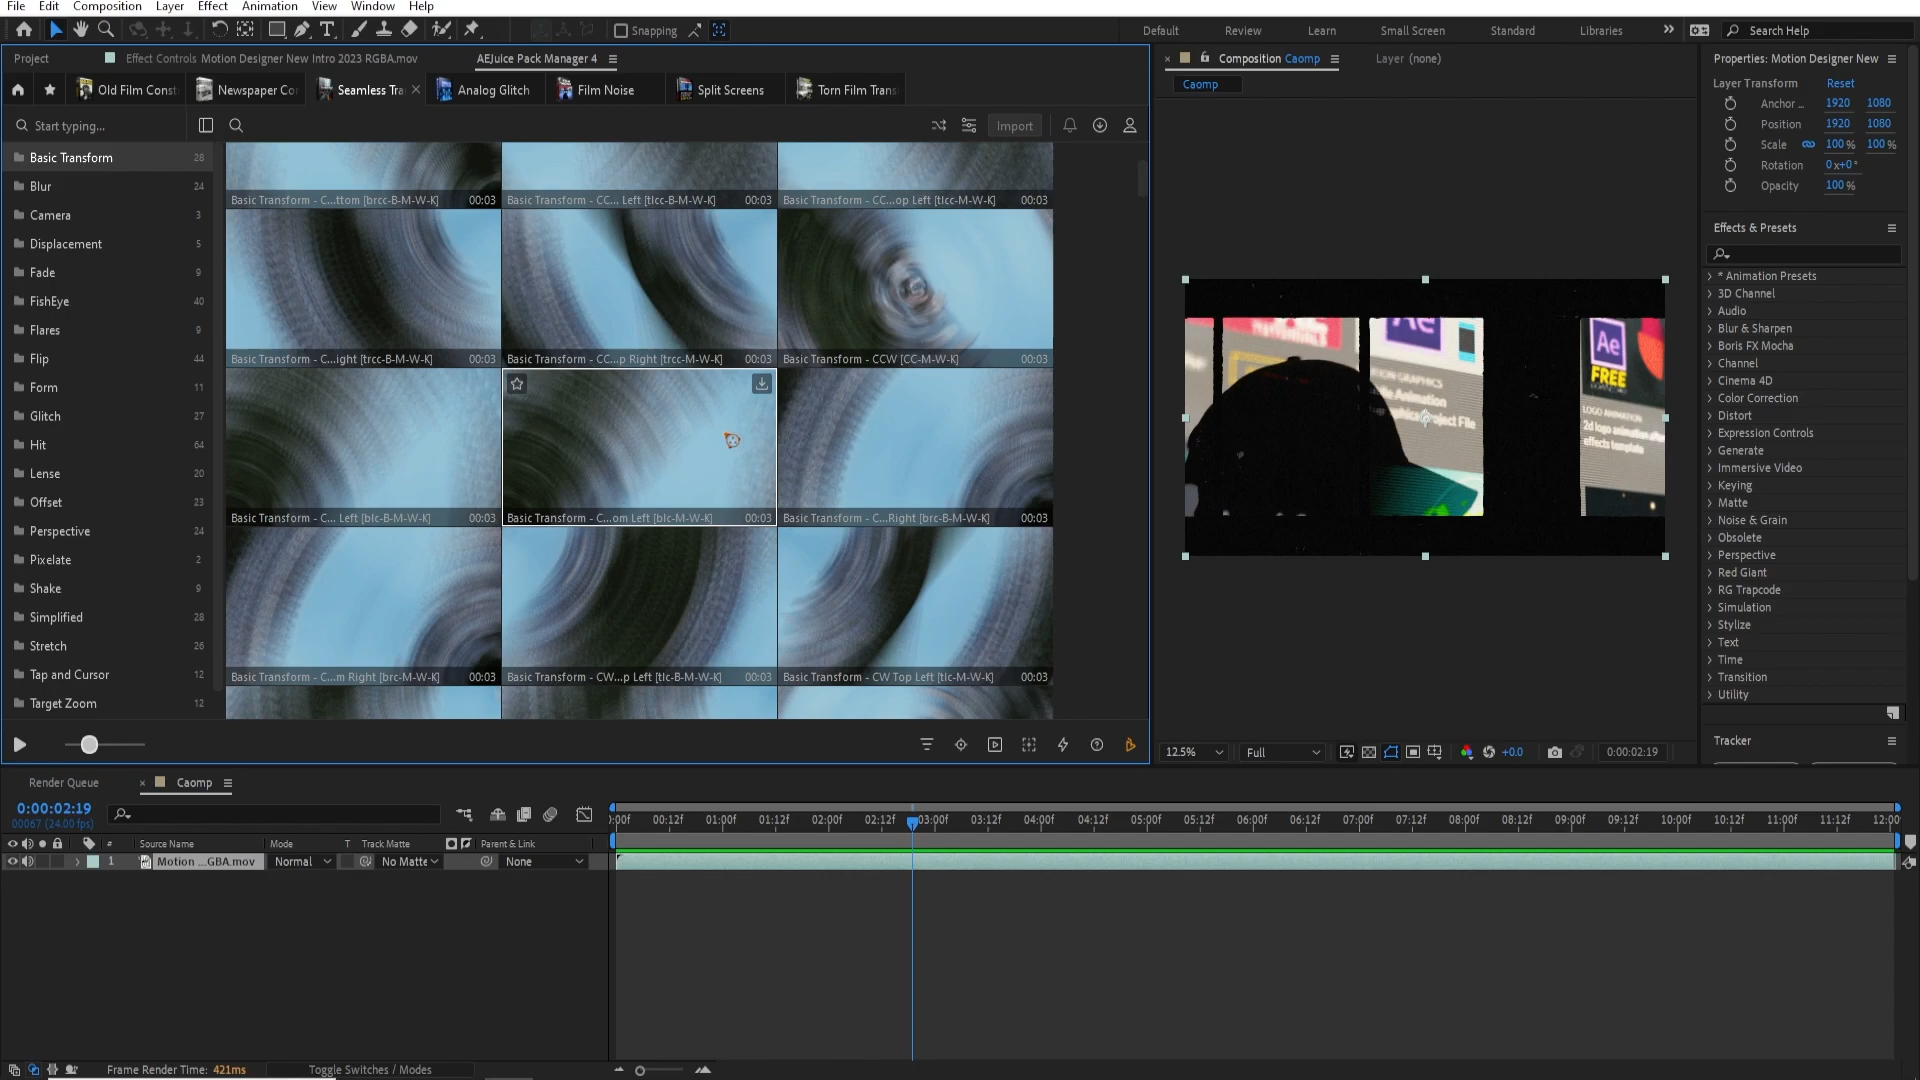 File Edit Composition Layer Effect Animation View Window Help
Snapping
Default Review Learn Small Screen Standard Libraries Search Help
Project Effect Controls Motion Designer New Intro 2023 RGBA.mov AEJuice Pack Manager 4
Old Film Const Newspaper Co Seamless Tra Analog Glitch Film Noise Split Screens Torn Film Trans
Start typing...
Import
Basic Transform 28
Blur 24
Camera 3
Displacement 5
Fade 9
FishEye 40
Flares 9
Flip 44
Form 11
Glitch 27
Hit 64
Lense 20
Offset 23
Perspective 24
Pixelate 2
Shake 9
Simplified 28
Stretch 26
Tap and Cursor 12
Target Zoom 12
Basic Transform - C...ttom [brcc-B-M-W-K] 00:03
Basic Transform - CC... Left [tlcc-B-M-W-K] 00:03
Basic Transform - CC...op Left [tlcc-M-W-K] 00:03
Basic Transform - C...ight [trcc-B-M-W-K] 00:03
Basic Transform - CC...p Right [trcc-M-W-K] 00:03
Basic Transform - CCW [CC-M-W-K] 00:03
Basic Transform - C... Left [blc-B-M-W-K] 00:03
Basic Transform - C...om Left [blc-M-W-K] 00:03
Basic Transform - C...Right [brc-B-M-W-K] 00:03
Basic Transform - C...m Right [brc-M-W-K] 00:03
Basic Transform - CW...p Left [tlc-B-M-W-K] 00:03
Basic Transform - CW Top Left [tlc-M-W-K] 00:03
Composition Caomp Layer (none)
Caomp
Ae
FREE
LOGO ANIMATION
2d logo animation after
effects template
12.5% Full +0.0 0:00:02:19
Properties: Motion Designer New
Layer Transform Reset
Anchor ... 1920 1080
Position 1920 1080
Scale 100 % 100 %
Rotation 0x+0°
Opacity 100 %
Effects & Presets
* Animation Presets
3D Channel
Audio
Blur & Sharpen
Boris FX Mocha
Channel
Cinema 4D
Color Correction
Distort
Expression Controls
Generate
Immersive Video
Keying
Matte
Noise & Grain
Obsolete
Perspective
Red Giant
RG Trapcode
Simulation
Stylize
Text
Time
Transition
Utility
Tracker
Render Queue Caomp
0:00:02:19
00067 (24.00 fps)
):00f 00:12f 01:00f 01:12f 02:00f 02:12f 03:00f 03:12f 04:00f 04:12f 05:00f 05:12f 06:00f 06:12f 07:00f 07:12f 08:00f 08:12f 09:00f 09:12f 10:00f 10:12f 11:00f 11:12f 12:00f
# Source Name Mode T Track Matte Parent & Link
1 Motion ...GBA.mov Normal No Matte None
Frame Render Time: 421ms Toggle Switches / Modes